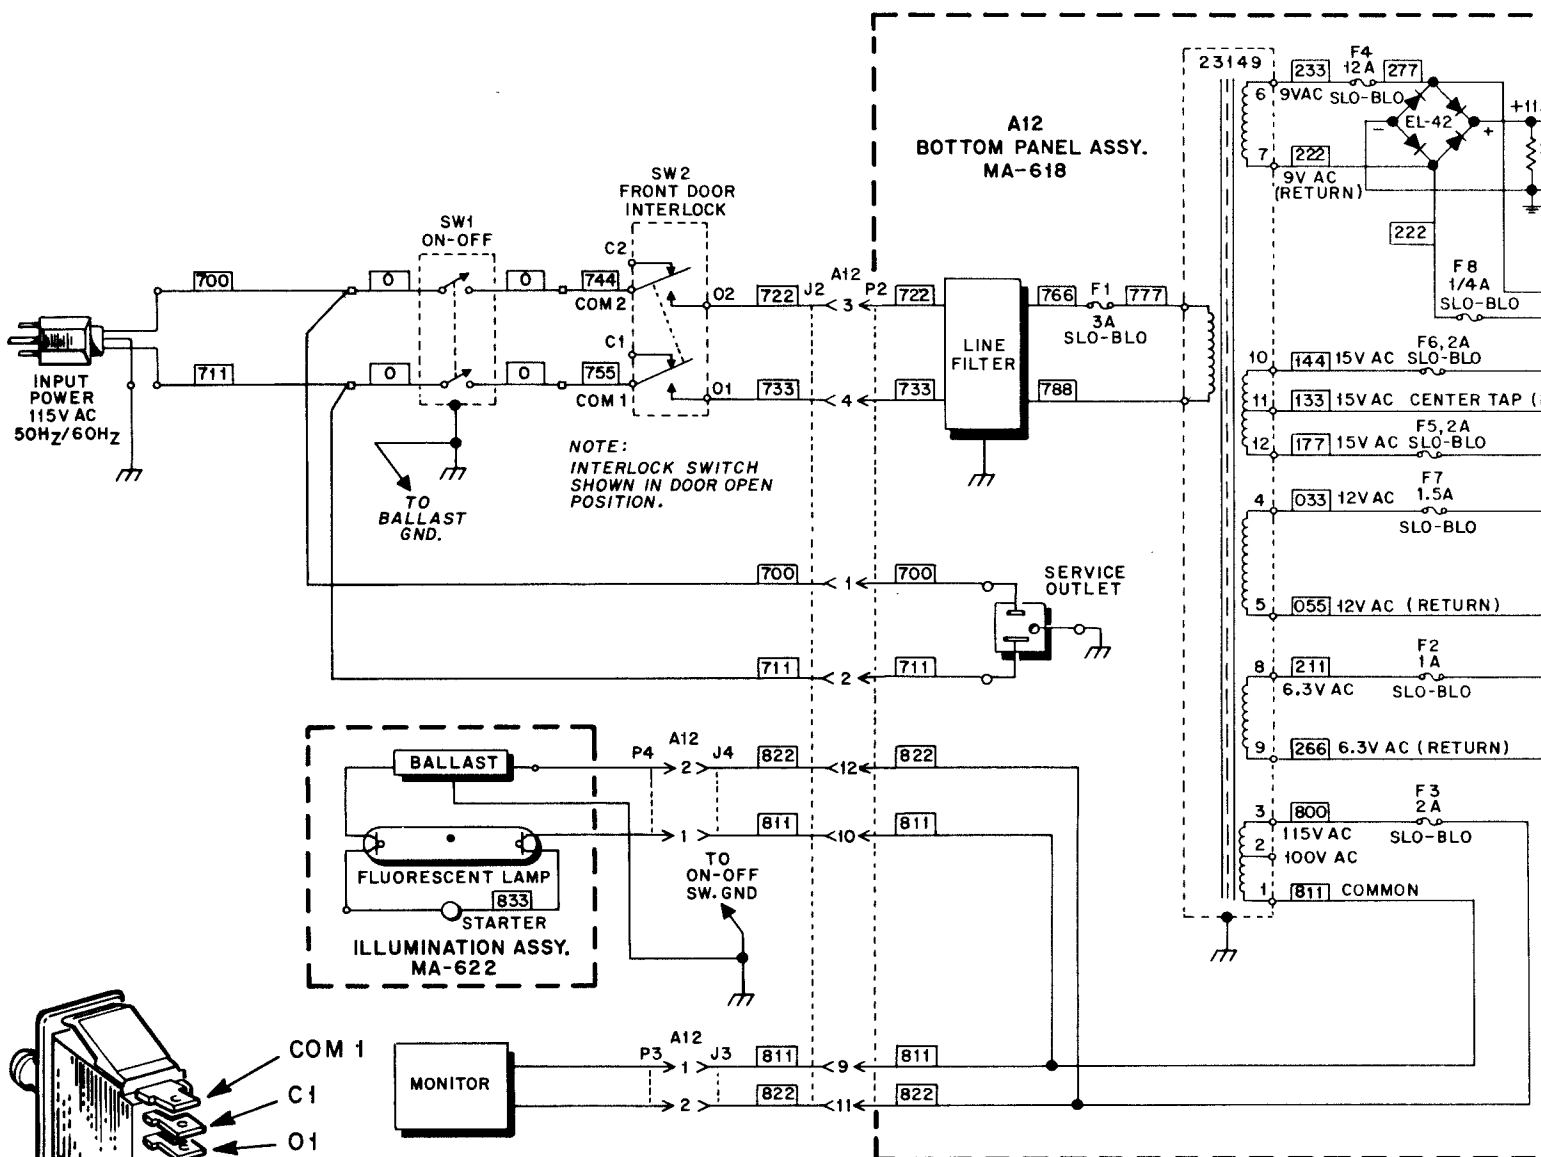 A12
BOTTOM PANEL ASSY.
MA-618
23149
6
7
10
11
12
4
5
8
9
3
2
1
233
F4
12A
SLO-BLO
277
9VAC
EL-42
-
+
222
9V AC
(RETURN)
222
F8
1/4A
SLO-BLO
144 15V AC
F6, 2A
SLO-BLO
133 15V AC CENTER TAP (
177 15V AC
F5, 2A
SLO-BLO
033 12V AC
F7
1.5A
SLO-BLO
055 12V AC (RETURN)
211
6.3V AC
F2
1A
SLO-BLO
266 6.3V AC (RETURN)
800
115V AC
F3
2A
SLO-BLO
100V AC
811 COMMON
INPUT
POWER
115V AC
50HZ/60HZ
700
711
0
0
0
0
SW1
ON-OFF
TO
BALLAST
GND.
SW2
FRONT DOOR
INTERLOCK
744
COM 2
C2
O2
755
COM 1
C1
O1
NOTE:
INTERLOCK SWITCH
SHOWN IN DOOR OPEN
POSITION.
722
J2
A12
3
P2
722
733
4
733
LINE
FILTER
766
F1
3A
SLO-BLO
777
788
700
1
700
711
2
711
SERVICE
OUTLET
BALLAST
FLUORESCENT LAMP
833
STARTER
ILLUMINATION ASSY.
MA-622
P4
A12
J4
2
822
12
822
1
811
10
811
TO
ON-OFF
SW. GND
MONITOR
P3
A12
J3
1
811
9
811
2
822
11
822
COM 1
C1
O1